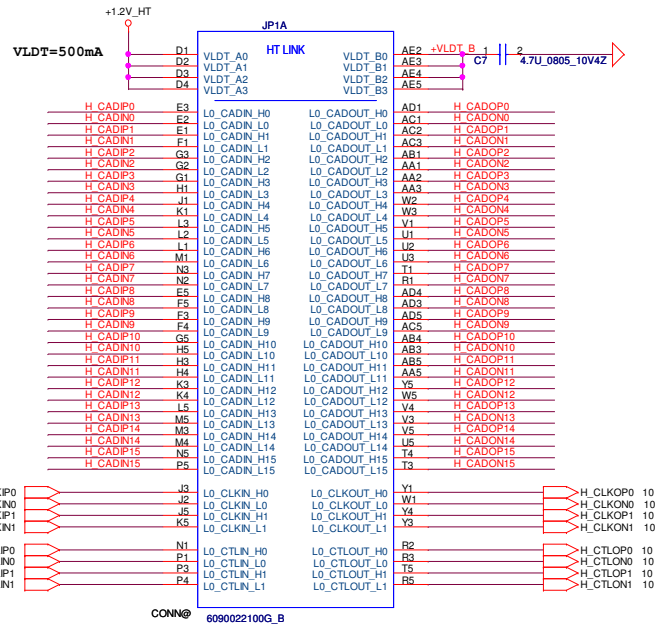 +1.2V_HT
JP1A
VLDT=500mA
HT LINK
D1 VLDT_A0 VLDT_B0 AE2 +VLDT_B 1 2
D2 VLDT_A1 VLDT_B1 AE3 C7 4.7U_0805_10V4Z
D3 VLDT_A2 VLDT_B2 AE4
D4 VLDT_A3 VLDT_B3 AE5
H_CADIP0 E3 L0_CADIN_H0 L0_CADOUT_H0 AD1 H_CADOP0
H_CADIN0 E2 L0_CADIN_L0 L0_CADOUT_L0 AC1 H_CADON0
H_CADIP1 E1 L0_CADIN_H1 L0_CADOUT_H1 AC2 H_CADOP1
H_CADIN1 F1 L0_CADIN_L1 L0_CADOUT_L1 AC3 H_CADON1
H_CADIP2 G3 L0_CADIN_H2 L0_CADOUT_H2 AB1 H_CADOP2
H_CADIN2 G2 L0_CADIN_L2 L0_CADOUT_L2 AA1 H_CADON2
H_CADIP3 G1 L0_CADIN_H3 L0_CADOUT_H3 AA2 H_CADOP3
H_CADIN3 H1 L0_CADIN_L3 L0_CADOUT_L3 AA3 H_CADON3
H_CADIP4 J1 L0_CADIN_H4 L0_CADOUT_H4 W2 H_CADOP4
H_CADIN4 K1 L0_CADIN_L4 L0_CADOUT_L4 W3 H_CADON4
H_CADIP5 L3 L0_CADIN_H5 L0_CADOUT_H5 V1 H_CADOP5
H_CADIN5 L2 L0_CADIN_L5 L0_CADOUT_L5 U1 H_CADON5
H_CADIP6 L1 L0_CADIN_H6 L0_CADOUT_H6 U2 H_CADOP6
H_CADIN6 M1 L0_CADIN_L6 L0_CADOUT_L6 U3 H_CADON6
H_CADIP7 N3 L0_CADIN_H7 L0_CADOUT_H7 T1 H_CADOP7
H_CADIN7 N2 L0_CADIN_L7 L0_CADOUT_L7 R1 H_CADON7
H_CADIP8 E5 L0_CADIN_H8 L0_CADOUT_H8 AD4 H_CADOP8
H_CADIN8 F5 L0_CADIN_L8 L0_CADOUT_L8 AD3 H_CADON8
H_CADIP9 F3 L0_CADIN_H9 L0_CADOUT_H9 AD5 H_CADOP9
H_CADIN9 F4 L0_CADIN_L9 L0_CADOUT_L9 AC5 H_CADON9
H_CADIP10 G5 L0_CADIN_H10 L0_CADOUT_H10 AB4 H_CADOP10
H_CADIN10 H5 L0_CADIN_L10 L0_CADOUT_L10 AB3 H_CADON10
H_CADIP11 H3 L0_CADIN_H11 L0_CADOUT_H11 AB5 H_CADOP11
H_CADIN11 H4 L0_CADIN_L11 L0_CADOUT_L11 AA5 H_CADON11
H_CADIP12 K3 L0_CADIN_H12 L0_CADOUT_H12 Y5 H_CADOP12
H_CADIN12 K4 L0_CADIN_L12 L0_CADOUT_L12 W5 H_CADON12
H_CADIP13 L5 L0_CADIN_H13 L0_CADOUT_H13 V4 H_CADOP13
H_CADIN13 M5 L0_CADIN_L13 L0_CADOUT_L13 V3 H_CADON13
H_CADIP14 M3 L0_CADIN_H14 L0_CADOUT_H14 V5 H_CADOP14
H_CADIN14 M4 L0_CADIN_L14 L0_CADOUT_L14 U5 H_CADON14
H_CADIP15 N5 L0_CADIN_H15 L0_CADOUT_H15 T4 H_CADOP15
H_CADIN15 P5 L0_CADIN_L15 L0_CADOUT_L15 T3 H_CADON15
J3 L0_CLKIN_H0 L0_CLKOUT_H0 Y1 H_CLKOP0 10
J2 L0_CLKIN_L0 L0_CLKOUT_L0 W1 H_CLKON0 10
J5 L0_CLKIN_H1 L0_CLKOUT_H1 Y4 H_CLKOP1 10
K5 L0_CLKIN_L1 L0_CLKOUT_L1 Y3 H_CLKON1 10
N1 L0_CTLIN_H0 L0_CTLOUT_H0 R2 H_CTLOP0 10
P1 L0_CTLIN_L0 L0_CTLOUT_L0 R3 H_CTLON0 10
P3 L0_CTLIN_H1 L0_CTLOUT_H1 T5 H_CTLOP1 10
P4 L0_CTLIN_L1 L0_CTLOUT_L1 R5 H_CTLON1 10
CONN@ 6090022100G_B